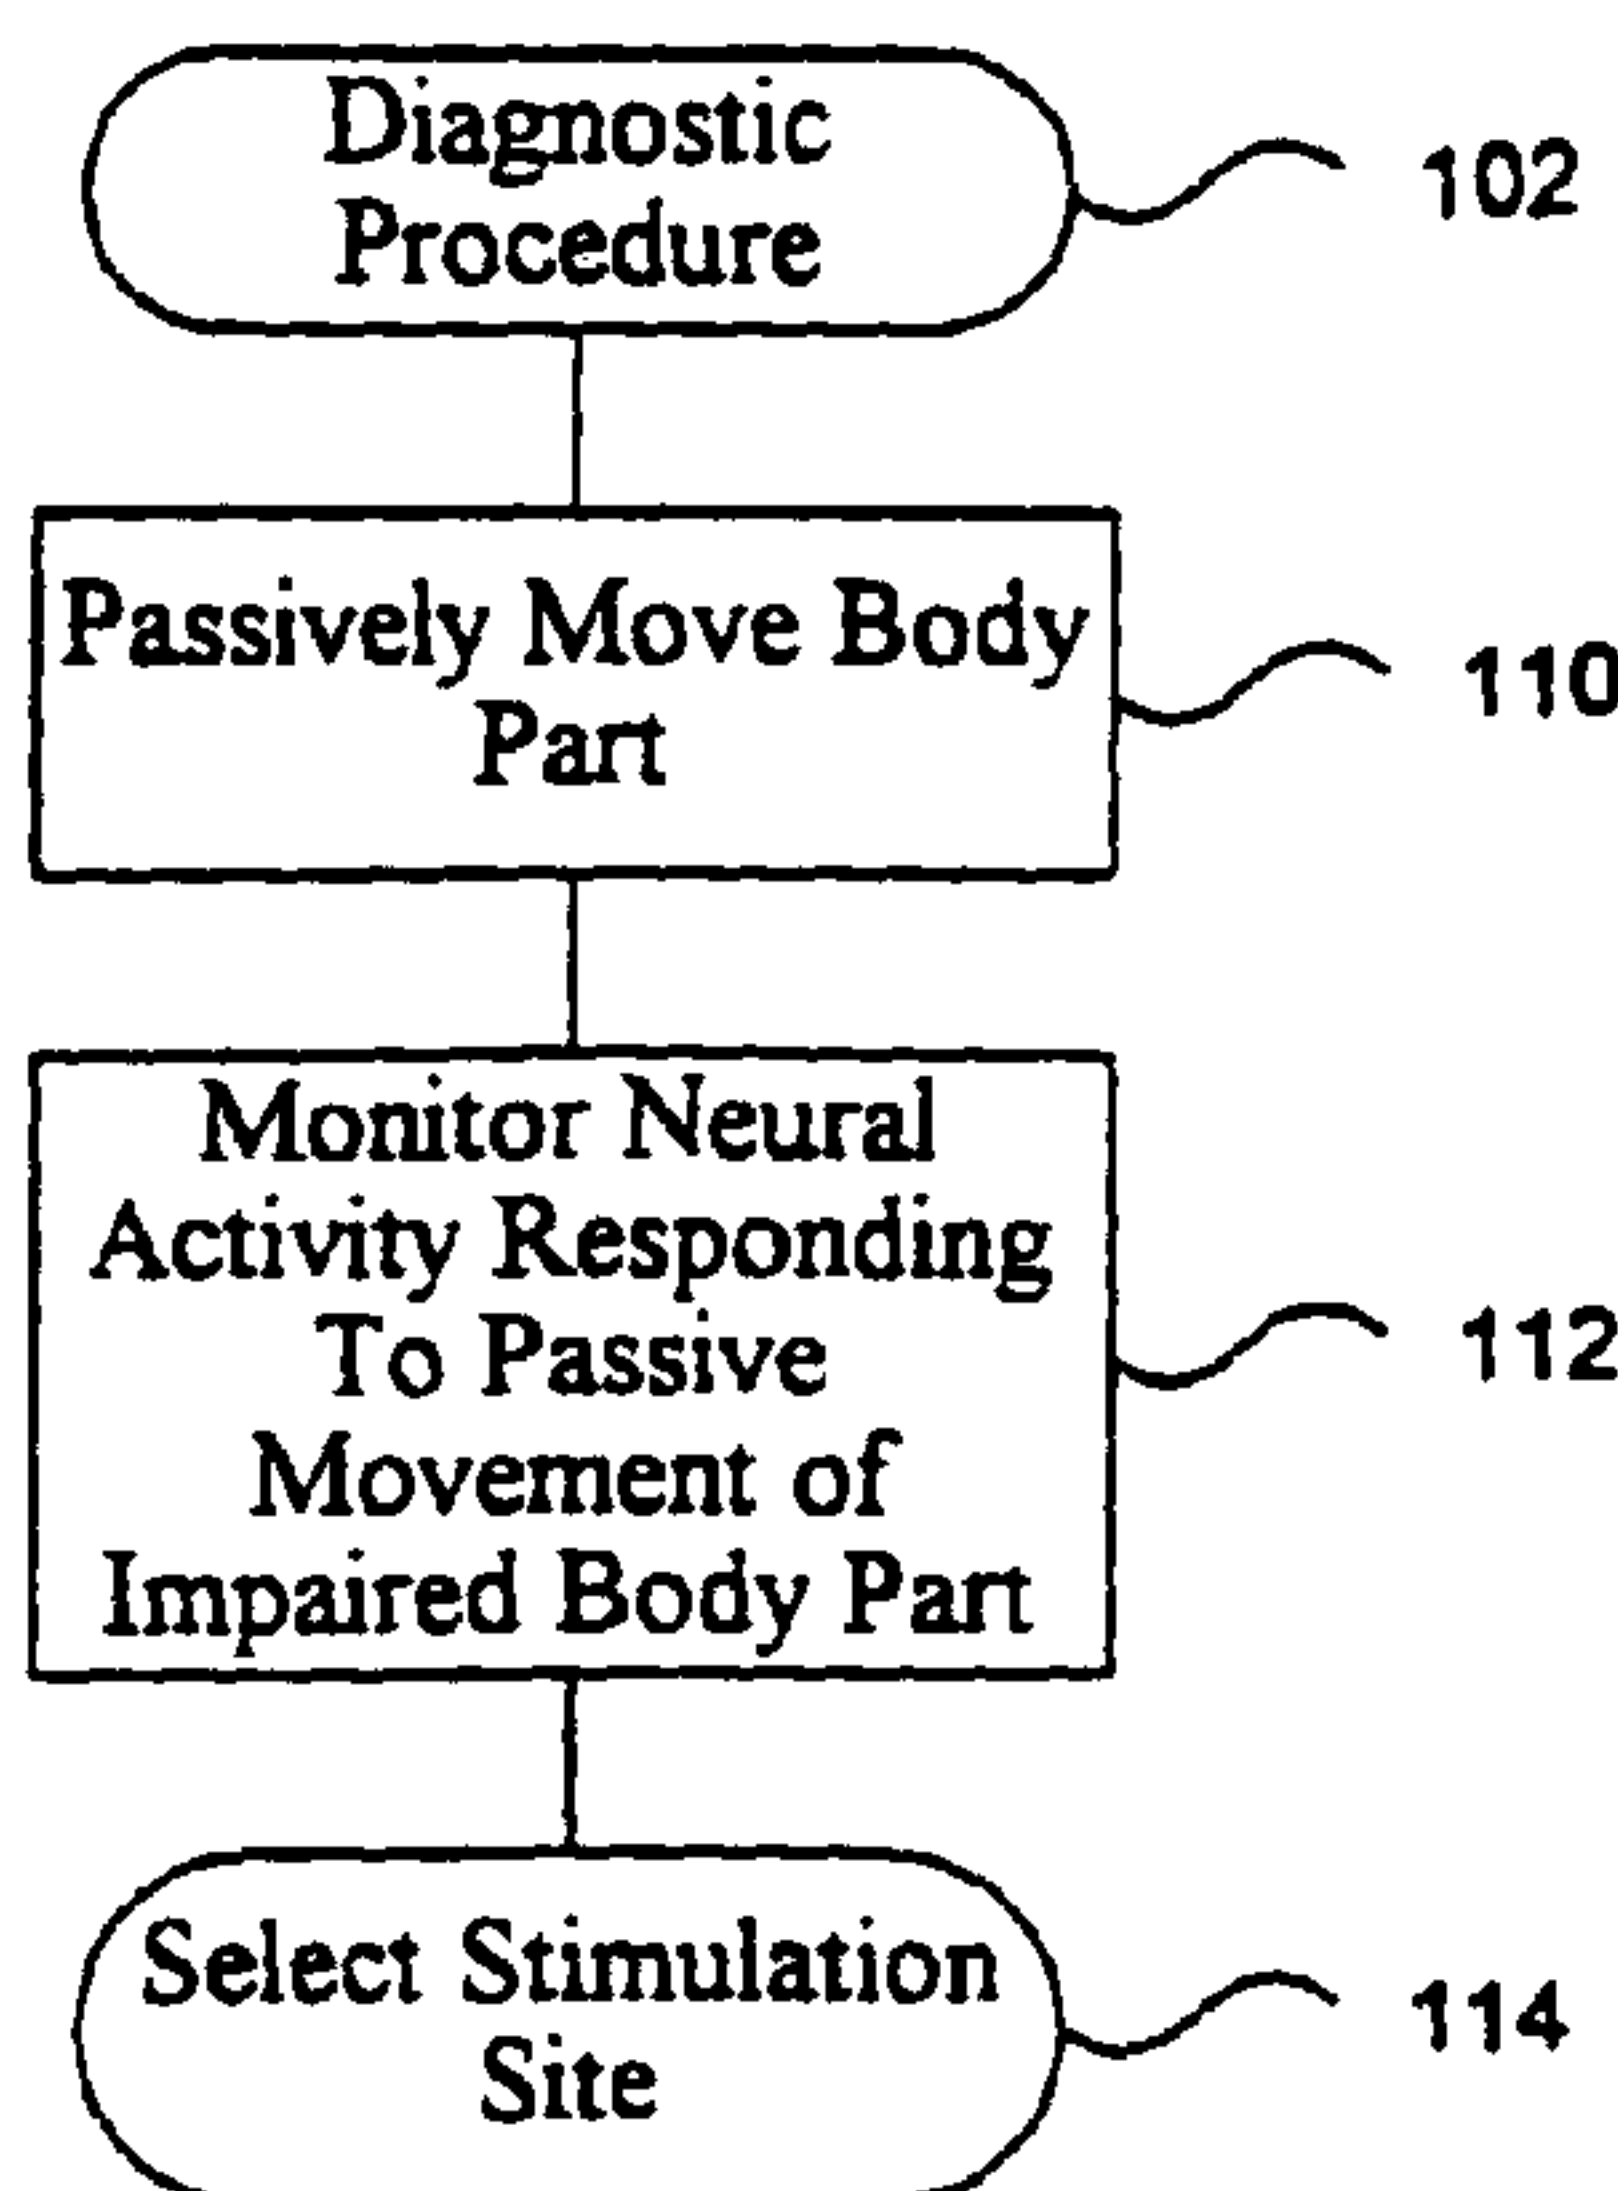 Diagnostic
Procedure
102
Passively Move Body
Part
110
Monitor Neural
Activity Responding
To Passive
Movement of
Impaired Body Part
112
Select Stimulation
Site
114